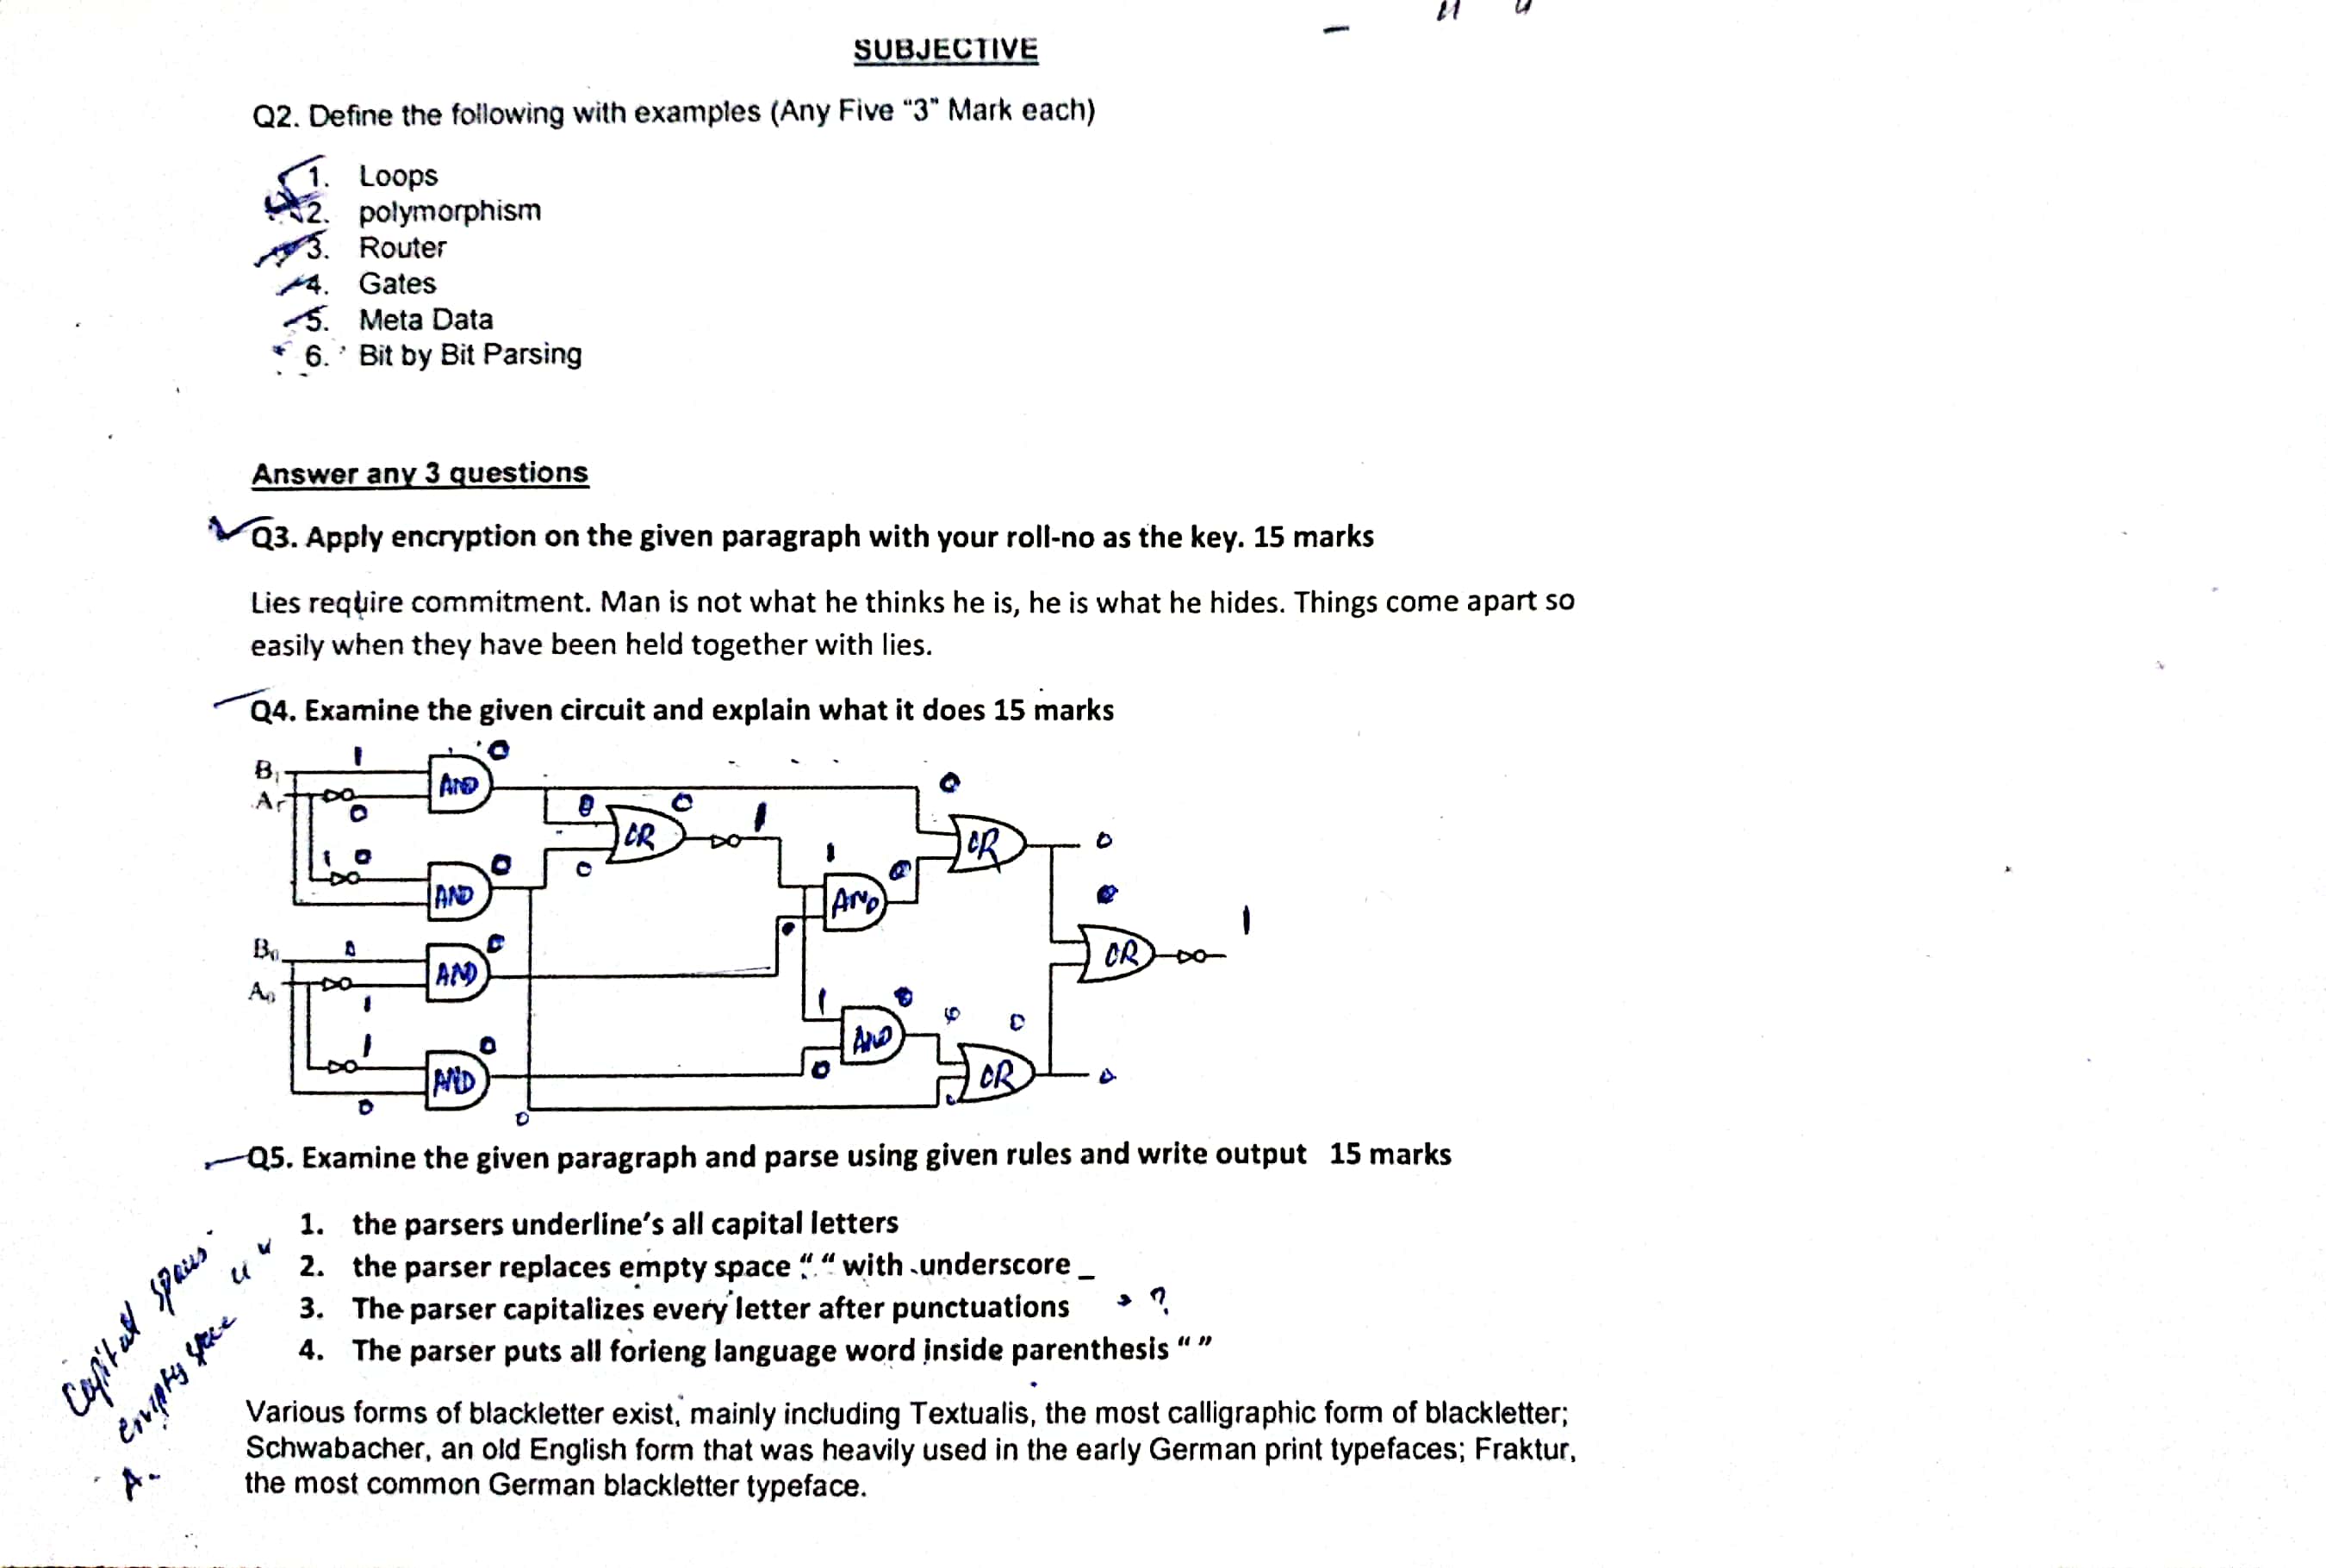 SUBJECTIVE
Q2. Define the following with examples (Any Five "3" Mark each)
1. Loops
2. polymorphism
3. Router
4. Gates
5. Meta Data
6. Bit by Bit Parsing
Answer any 3 questions
Q3. Apply encryption on the given paragraph with your roll-no as the key. 15 marks
Lies require commitment. Man is not what he thinks he is, he is what he hides. Things come apart so
easily when they have been held together with lies.
Q4. Examine the given circuit and explain what it does 15 marks
B₁ 1 AND 0
A₁ 0
0 OR 0 1
0
OR 0
1 0 AND 0
0
1 AND 0
B₀ AND
A₀ 1
OR 1
1 AND 0
1 AND
0
OR 0
0
Q5. Examine the given paragraph and parse using given rules and write output 15 marks
1. the parsers underline's all capital letters
2. the parser replaces empty space " " with underscore _
3. The parser capitalizes every letter after punctuations ?
4. The parser puts all forieng language word inside parenthesis " "
Capital spaces
empty space " "
A.
Various forms of blackletter exist, mainly including Textualis, the most calligraphic form of blackletter;
Schwabacher, an old English form that was heavily used in the early German print typefaces; Fraktur,
the most common German blackletter typeface.